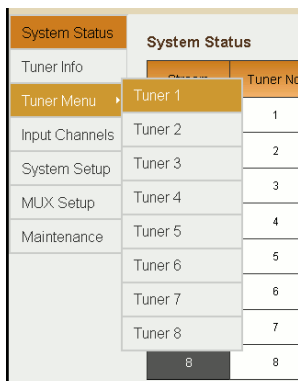 System Status
Tuner Info
Tuner Menu
Input Channels
System Setup
MUX Setup
Maintenance
System Status
Tuner
Tuner 1
Tuner 2
Tuner 3
Tuner 4
Tuner 5
Tuner 6
Tuner 7
Tuner 8
1
2
3
4
5
6
7
8 8